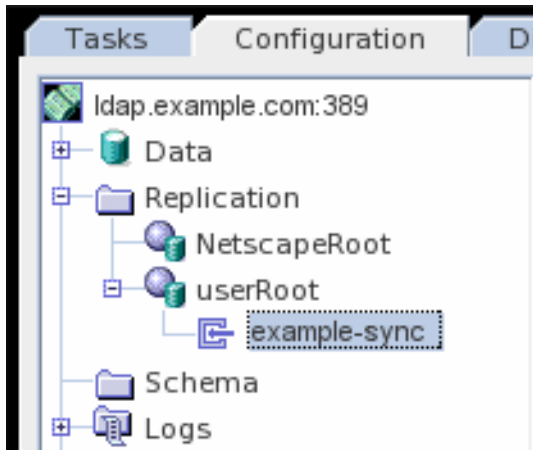 Tasks Configuration D
ldap.example.com:389
Data
Replication
NetscapeRoot
userRoot
example-sync
Schema
Logs